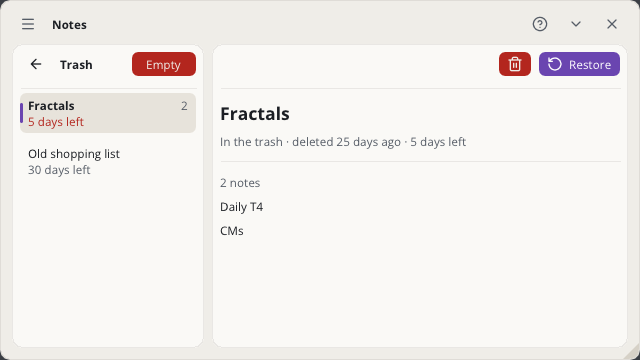 Notes
Trash
Empty
Restore
Fractals 2
5 days left
Old shopping list
30 days left
Fractals
In the trash · deleted 25 days ago · 5 days left
2 notes
Daily T4
CMs